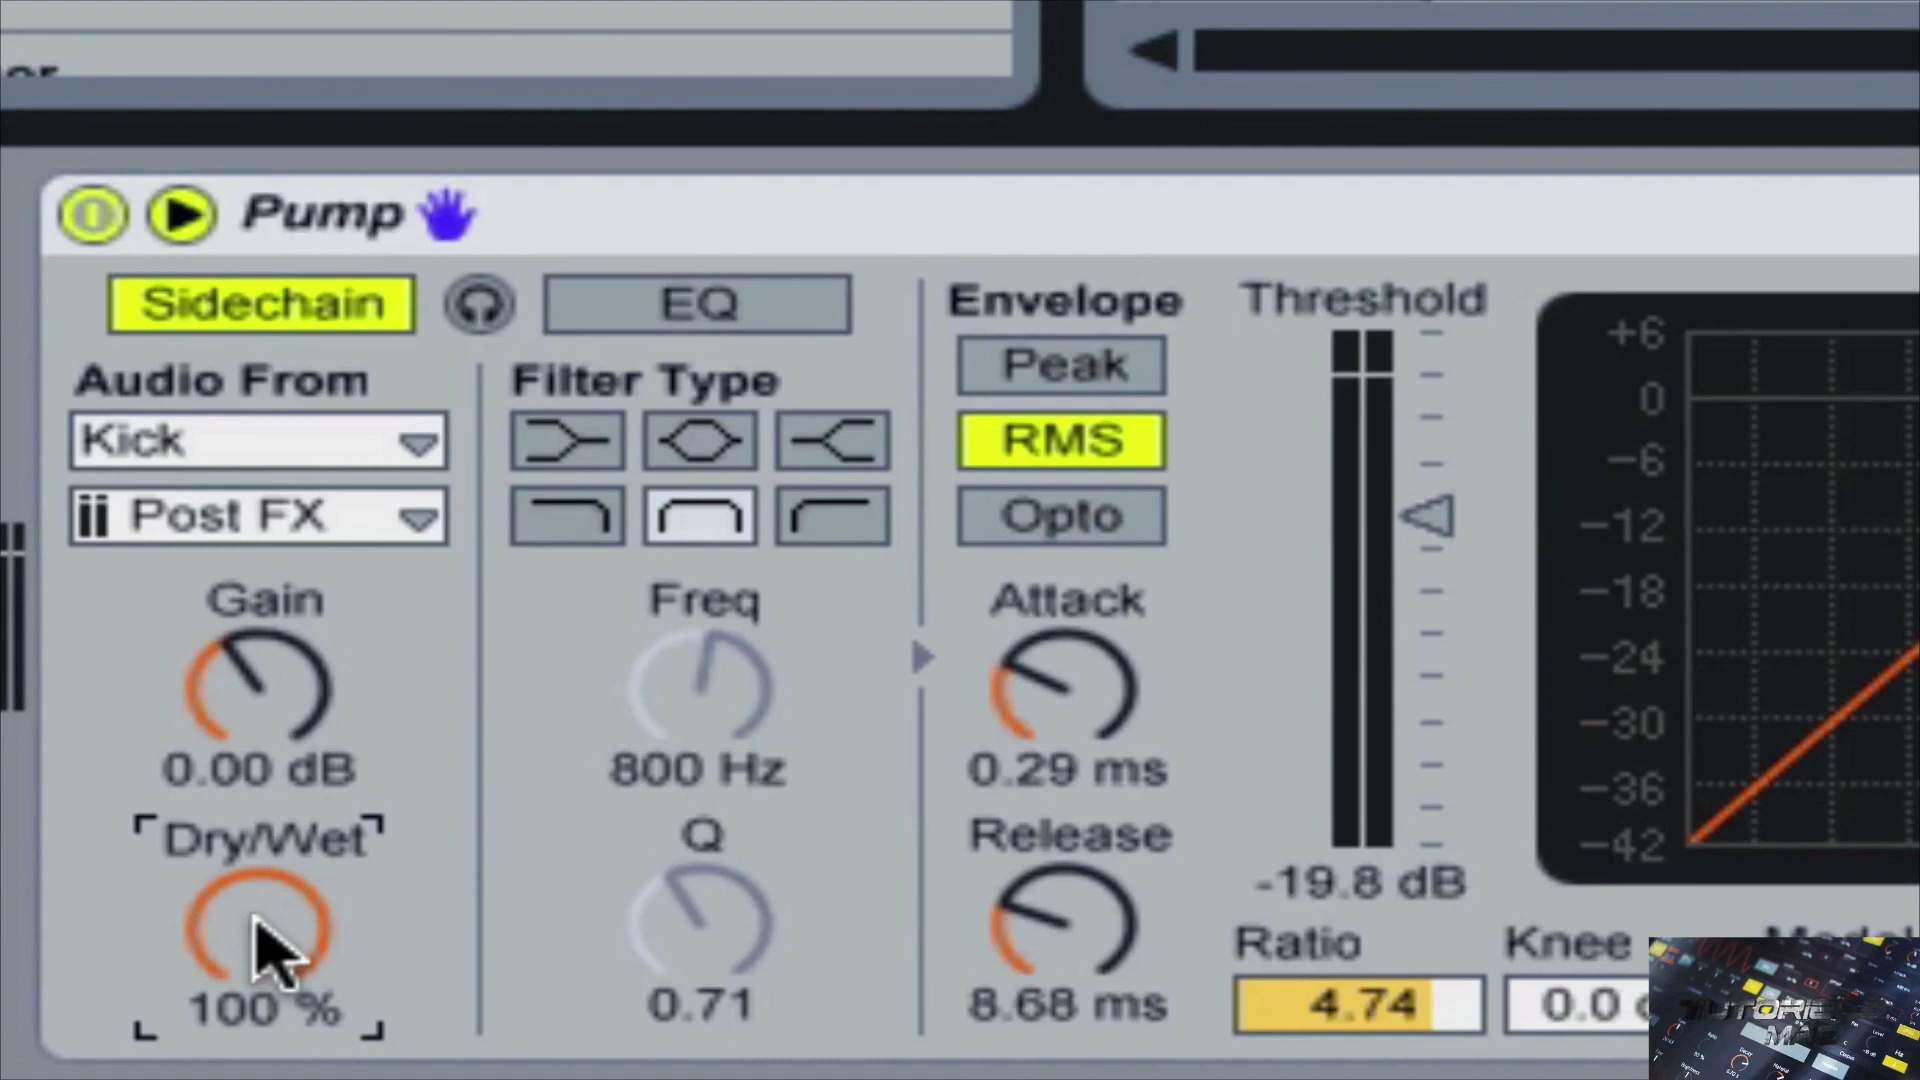 Pump
Sidechain
EQ
Envelope
Threshold
Audio From
Filter Type
Peak
Kick
RMS
Post FX
Opto
Gain
Freq
Attack
0.00 dB
800 Hz
0.29 ms
Dry/Wet
Q
Release
100 %
0.71
8.68 ms
-19.8 dB
Ratio
Knee
4.74
0.0
+6
0
-6
-12
-18
-24
-30
-36
-42